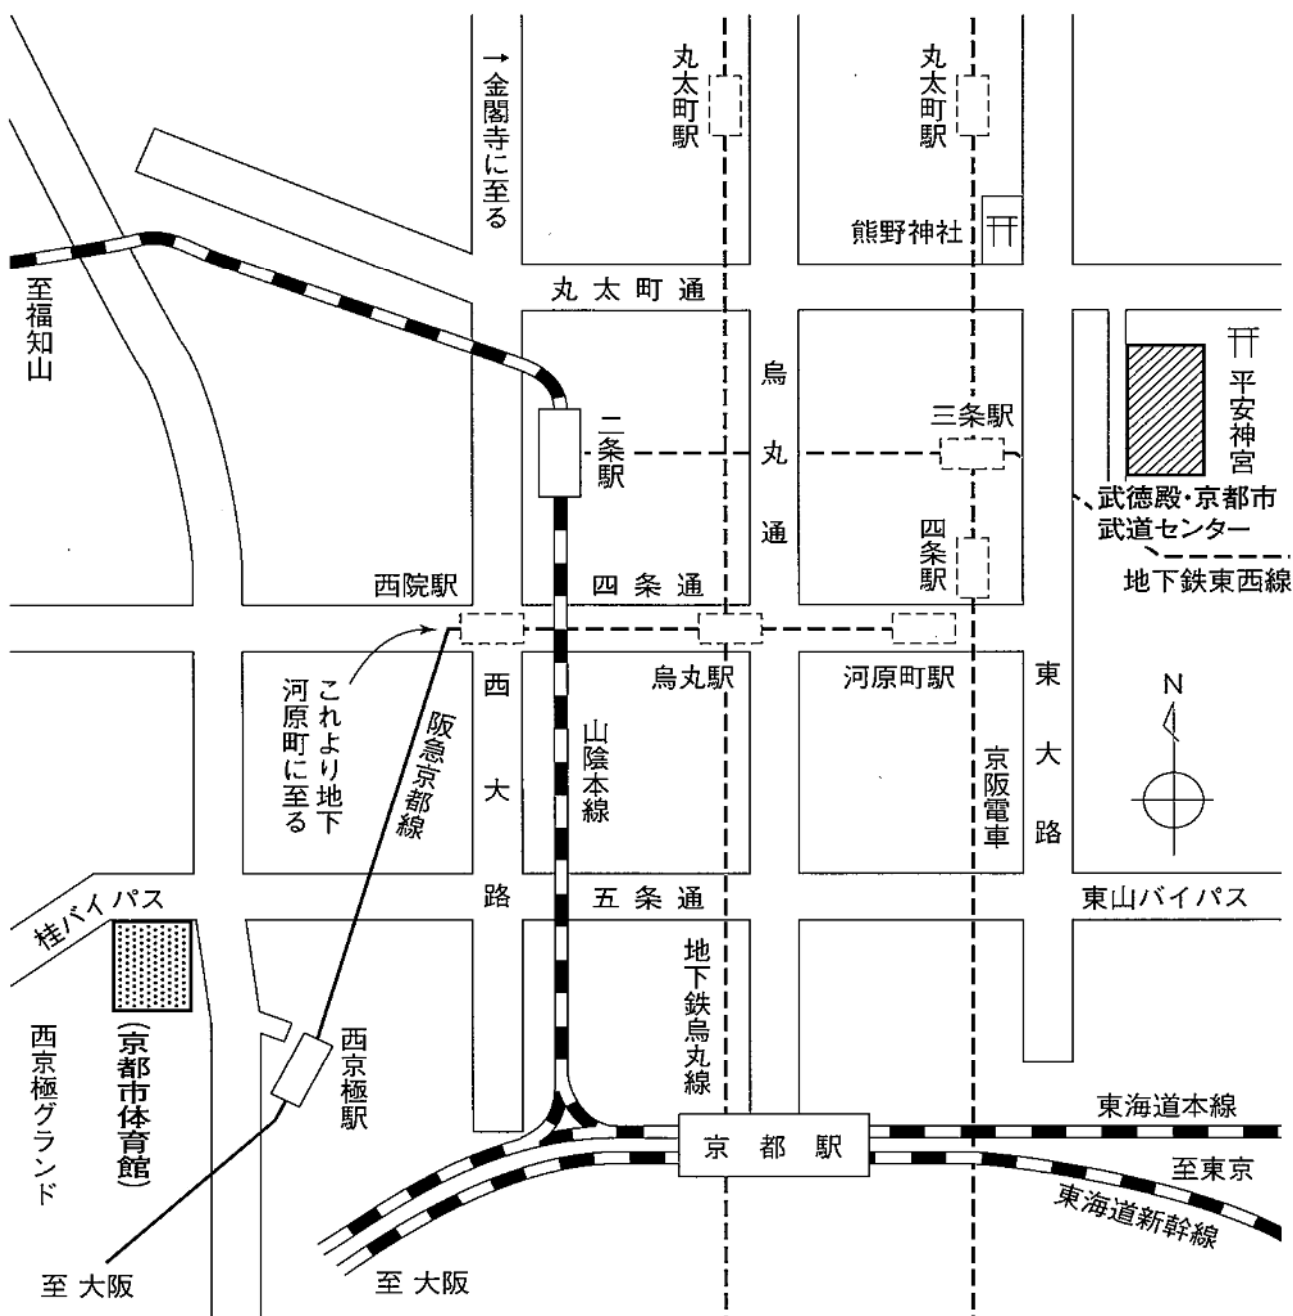 →金閣寺に至る
丸太町駅
丸太町駅
熊野神社
至福知山
丸太町通
烏丸通
二条駅
三条駅
平安神宮
武徳殿・京都市
武道センター
四条駅
地下鉄東西線
西院駅
四条通
烏丸駅
河原町駅
これより地下
河原町に至る
阪急京都線
西大路
山陰本線
京阪電車
東大路
N
桂バイパス
五条通
東山バイパス
西京極グランド
(京都市体育館)
西京極駅
地下鉄烏丸線
京都駅
東海道本線
至東京
東海道新幹線
至 大阪
至 大阪